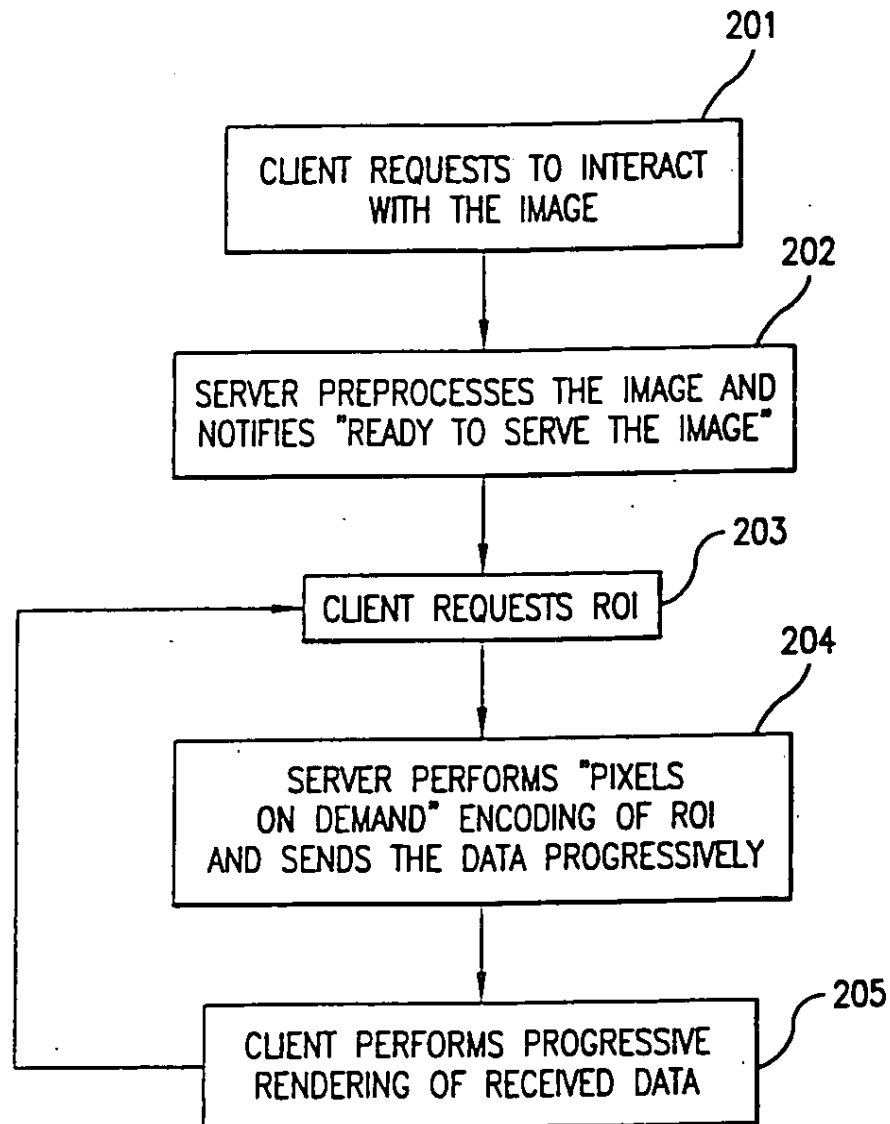 201
CLIENT REQUESTS TO INTERACT
WITH THE IMAGE
202
SERVER PREPROCESSES THE IMAGE AND
NOTIFIES "READY TO SERVE THE IMAGE"
203
CLIENT REQUESTS ROI
204
SERVER PERFORMS "PIXELS
ON DEMAND" ENCODING OF ROI
AND SENDS THE DATA PROGRESSIVELY
205
CLIENT PERFORMS PROGRESSIVE
RENDERING OF RECEIVED DATA